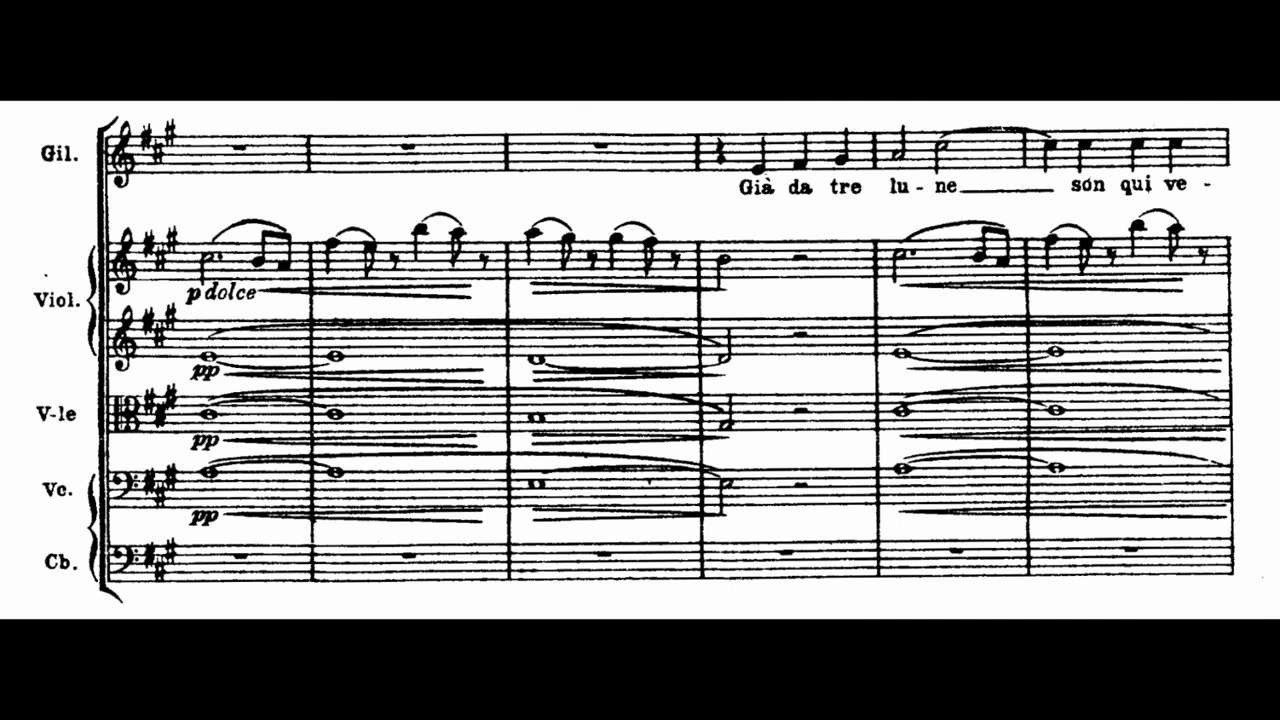 Gil.
Già da tre lu - ne son qui ve -
Viol.
p dolce
pp
V-le
pp
Vc.
pp
Cb.